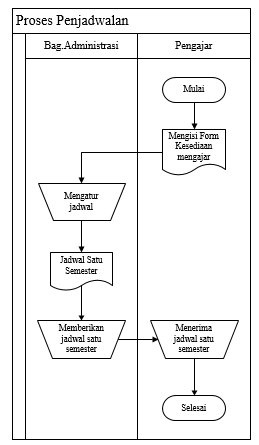 Proses Penjadwalan
Bag.Administrasi
Pengajar
Mulai
Mengisi Form
Kesediaan
mengajar
Mengatur
jadwal
Jadwal Satu
Semester
Memberikan
jadwal satu
semester
Menerima
jadwal satu
semester
Selesai